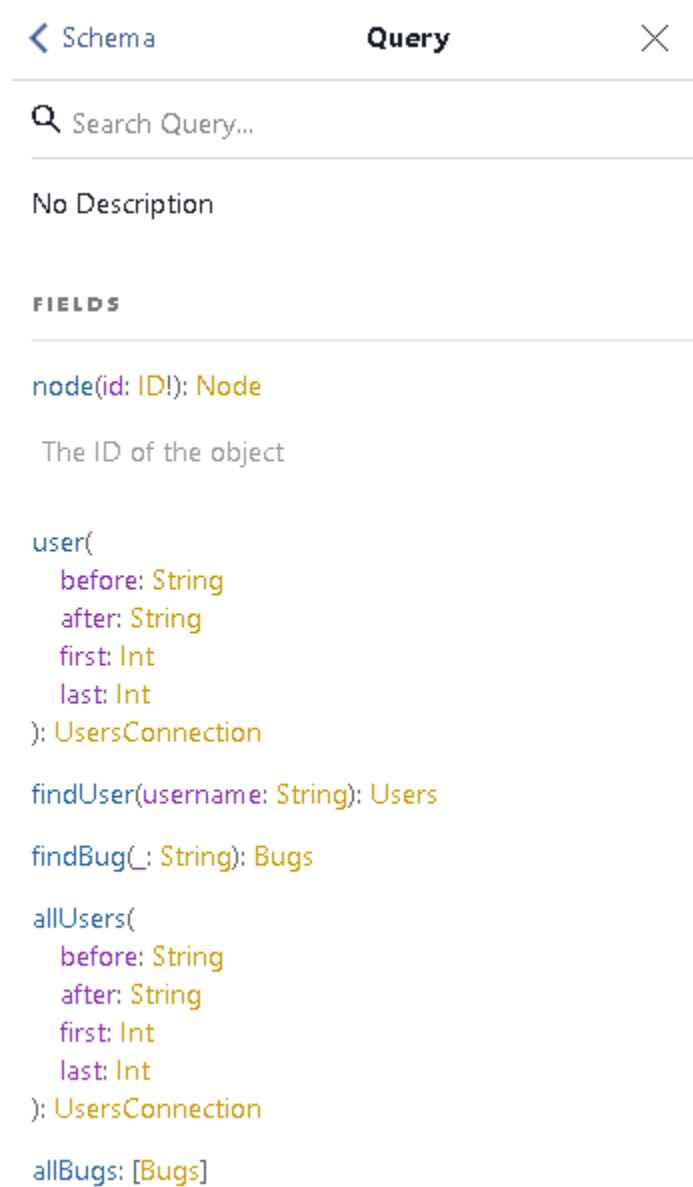 Schema
Query
Search Query...
No Description
FIELDS
node(id: ID!): Node
The ID of the object
user(
before: String
after: String
first: Int
last: Int
): UsersConnection
findUser(username: String): Users
findBug(_: String): Bugs
allUsers(
before: String
after: String
first: Int
last: Int
): UsersConnection
allBugs: [Bugs]